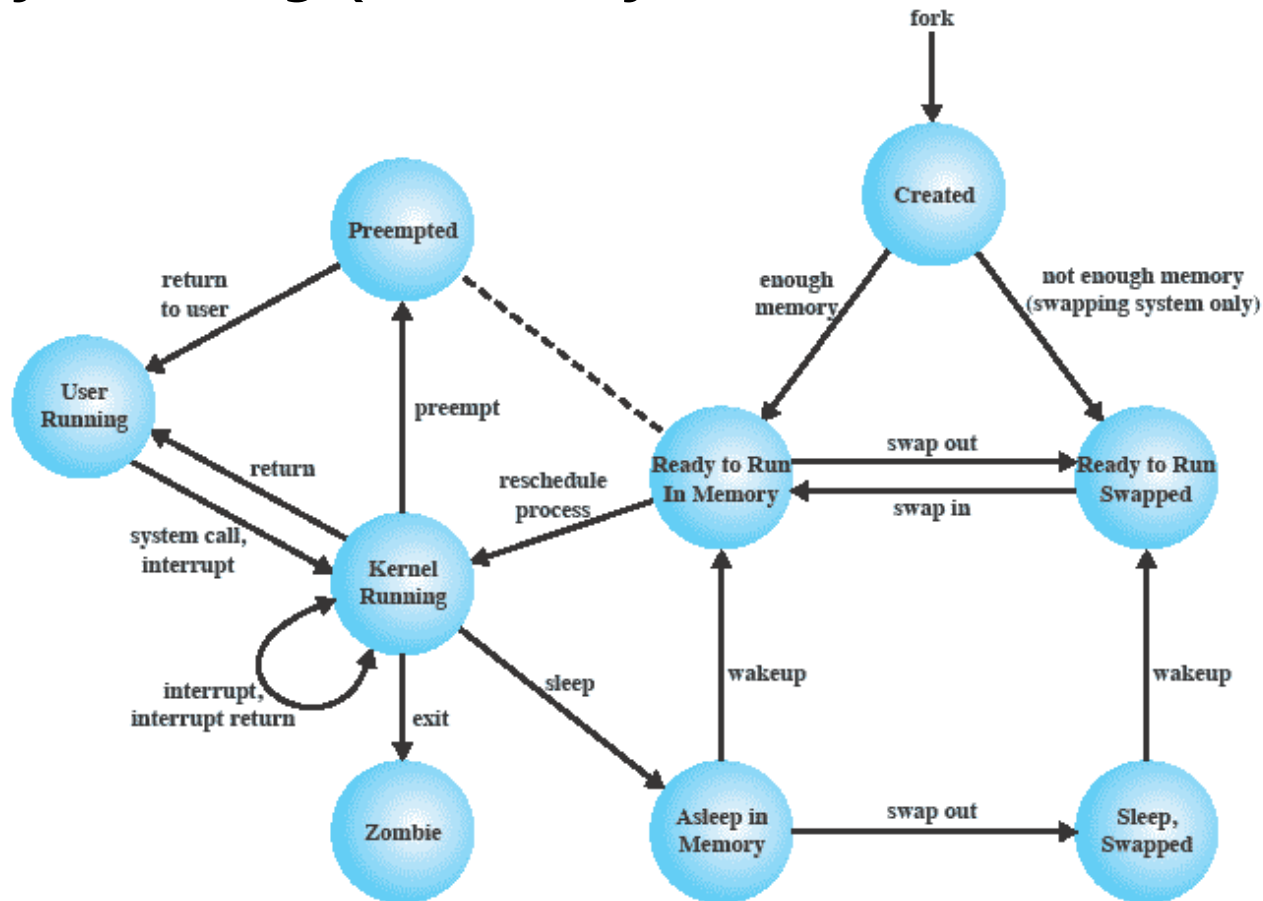 fork
Created
Preempted
return
to user
enough
memory
not enough memory
(swapping system only)
User
Running
preempt
return
Ready to Run
In Memory
swap out
swap in
Ready to Run
Swapped
reschedule
process
system call,
interrupt
Kernel
Running
interrupt,
interrupt return
sleep
wakeup
wakeup
exit
Zombie
Asleep in
Memory
swap out
Sleep,
Swapped